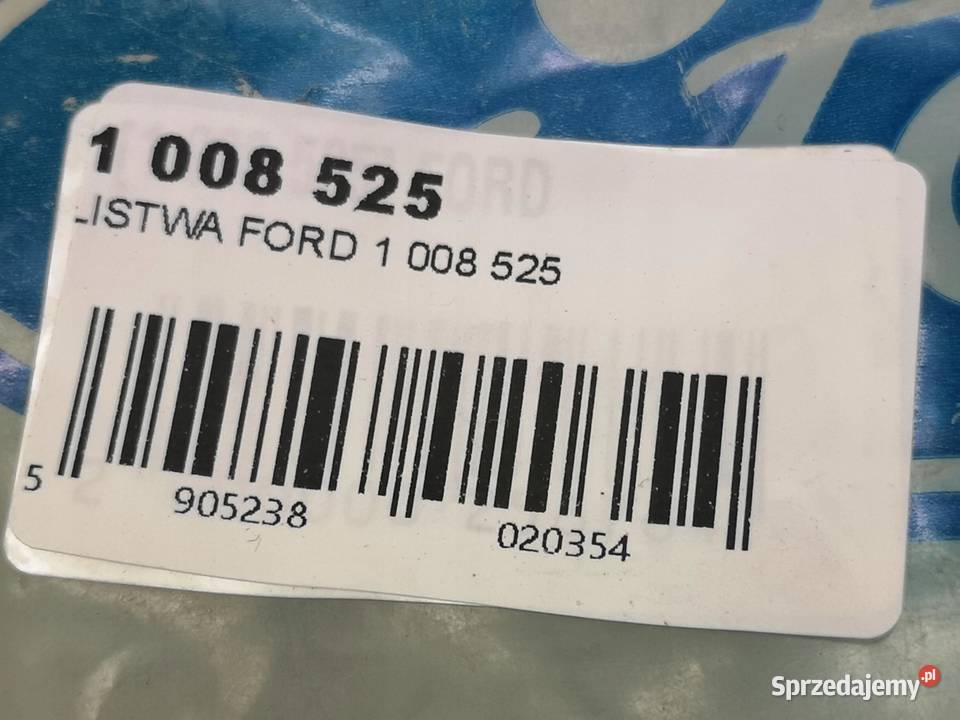 1 008 525
LISTWA FORD 1 008 525
5 905238 020354
Sprzedajemy.pl